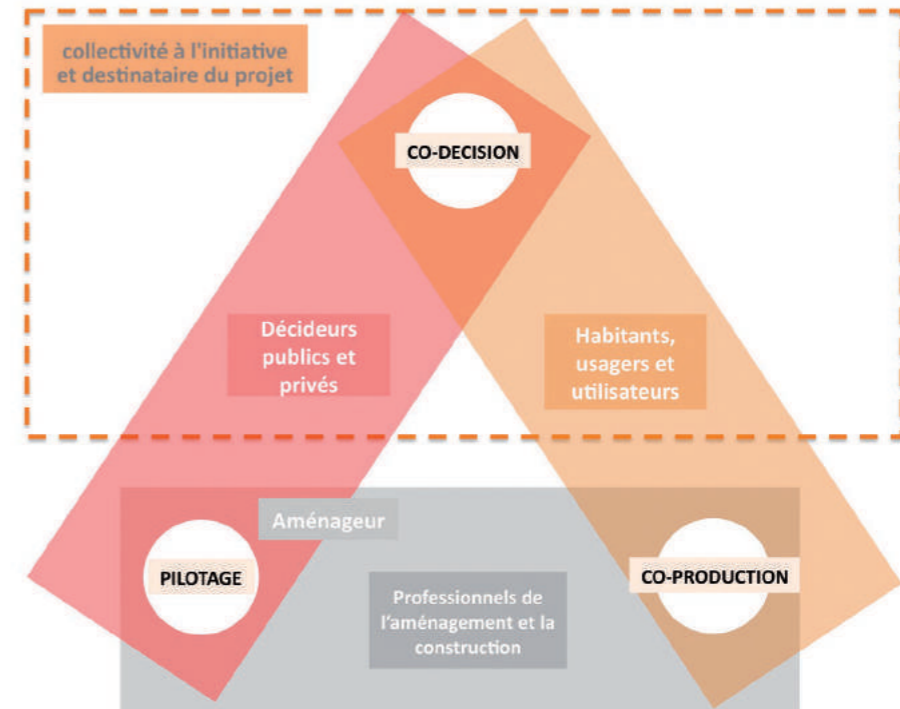 collectivité à l'initiative
et destinataire du projet
CO-DECISION
Décideurs
publics et
privés
Habitants,
usagers et
utilisateurs
Aménageur
PILOTAGE
CO-PRODUCTION
Professionnels de
l'aménagement et la
construction